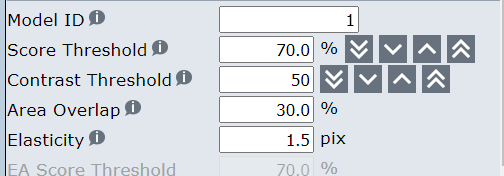 Model ID 1
Score Threshold 70.0 %
Contrast Threshold 50
Area Overlap 30.0 %
Elasticity 1.5 pix
EA Score Threshold 70.0 %